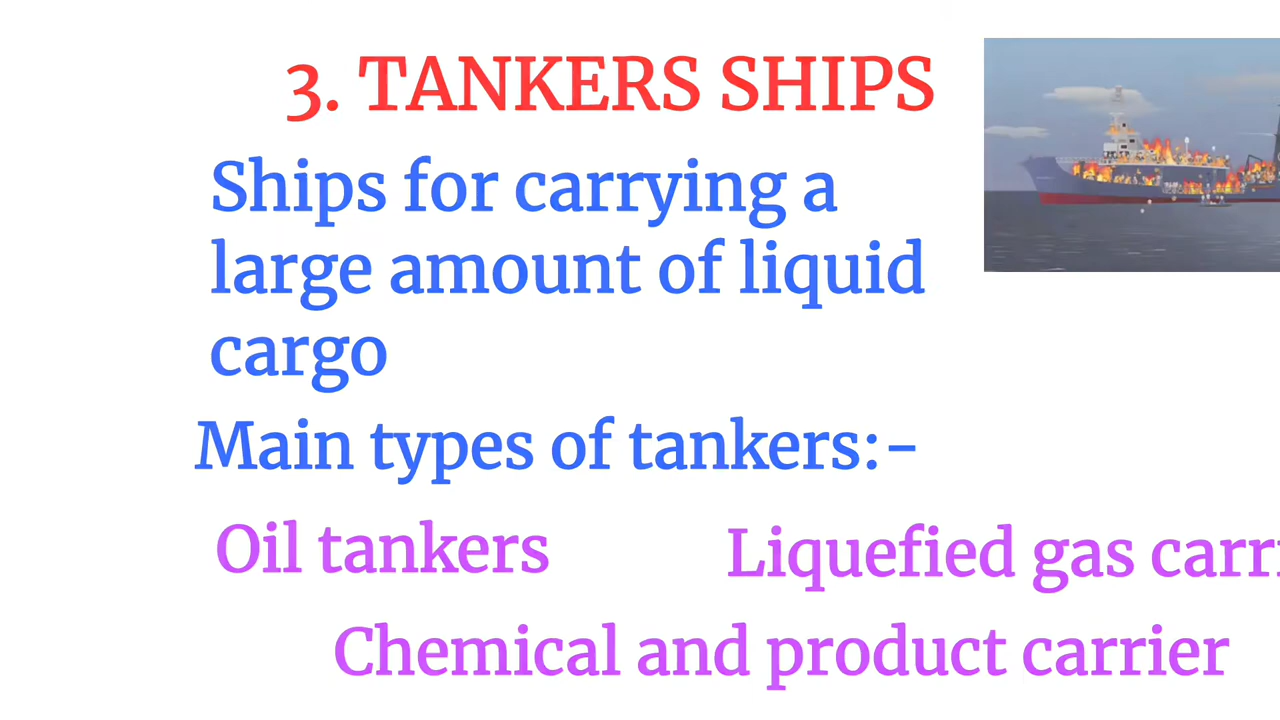 3. TANKERS SHIPS
Ships for carrying a
large amount of liquid
cargo
Main types of tankers:-
Oil tankers
Liquefied gas carri
Chemical and product carrier